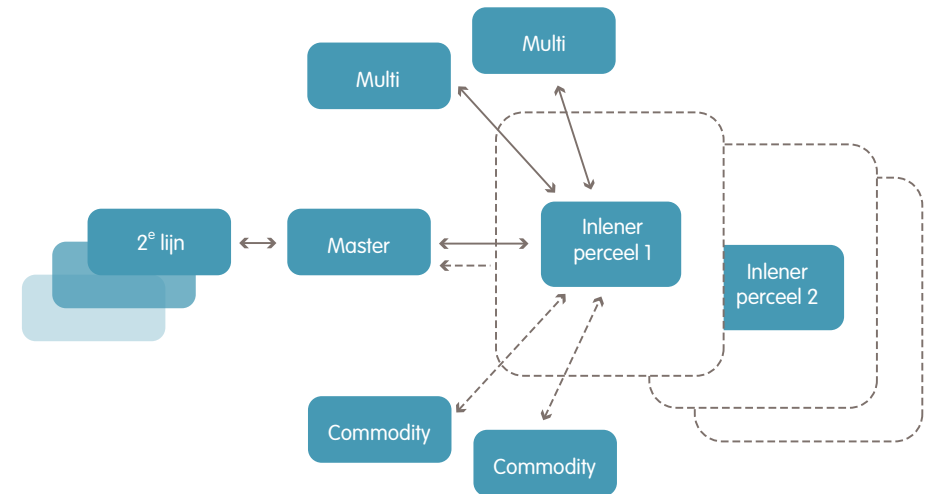 Multi
Multi
2e lijn
Master
Inlener
perceel 1
Inlener
perceel 2
Commodity
Commodity